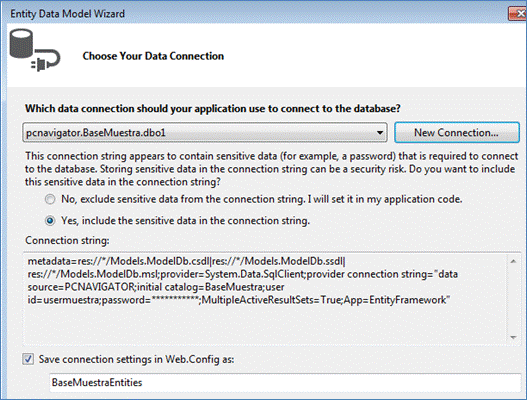 Entity Data Model Wizard
Choose Your Data Connection
Which data connection should your application use to connect to the database?
pcnavigator.BaseMuestra.dbo1
New Connection...
This connection string appears to contain sensitive data (for example, a password) that is required to connect
to the database. Storing sensitive data in the connection string can be a security risk. Do you want to include
this sensitive data in the connection string?
No, exclude sensitive data from the connection string. I will set it in my application code.
Yes, include the sensitive data in the connection string.
Connection string:
metadata=res://*/Models.ModelDb.csdl|res://*/Models.ModelDb.ssdl|
res://*/Models.ModelDb.msl;provider=System.Data.SqlClient;provider connection string="data
source=PCNAVIGATOR;initial catalog=BaseMuestra;user
id=usermuestra;password=***********;MultipleActiveResultSets=True;App=EntityFramework"
Save connection settings in Web.Config as:
BaseMuestraEntities